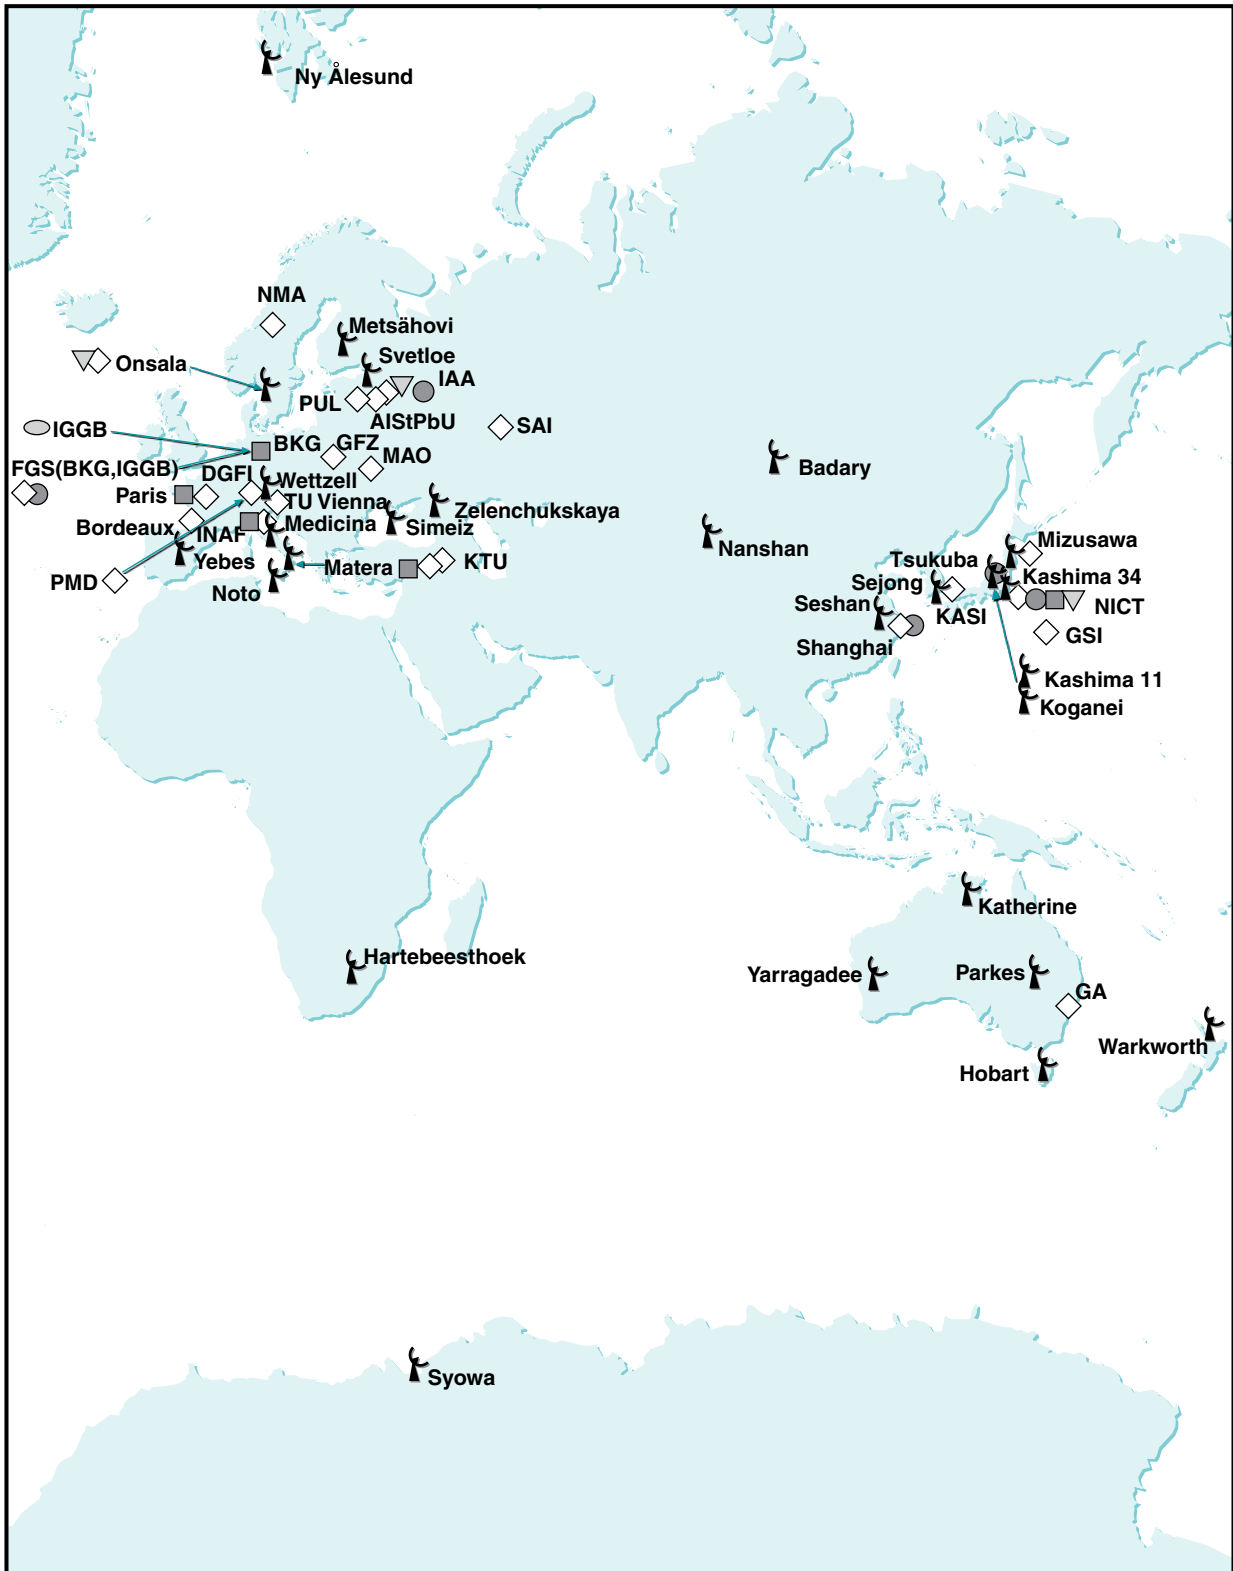 Ny Ålesund
NMA
Metsähovi
Onsala
Svetloe
IAA
PUL
AIStPbU
SAI
IGGB
BKG
GFZ
MAO
FGS(BKG,IGGB)
DGFI
Badary
Wettzell
Paris
TU Vienna
Zelenchukskaya
Bordeaux
INAF
Medicina
Simeiz
Nanshan
Mizusawa
Yebes
Matera
KTU
Tsukuba
PMD
Noto
Sejong
Kashima 34
Seshan
KASI
NICT
Shanghai
GSI
Kashima 11
Koganei
Katherine
Hartebeesthoek
Yarragadee
Parkes
GA
Warkworth
Hobart
Syowa